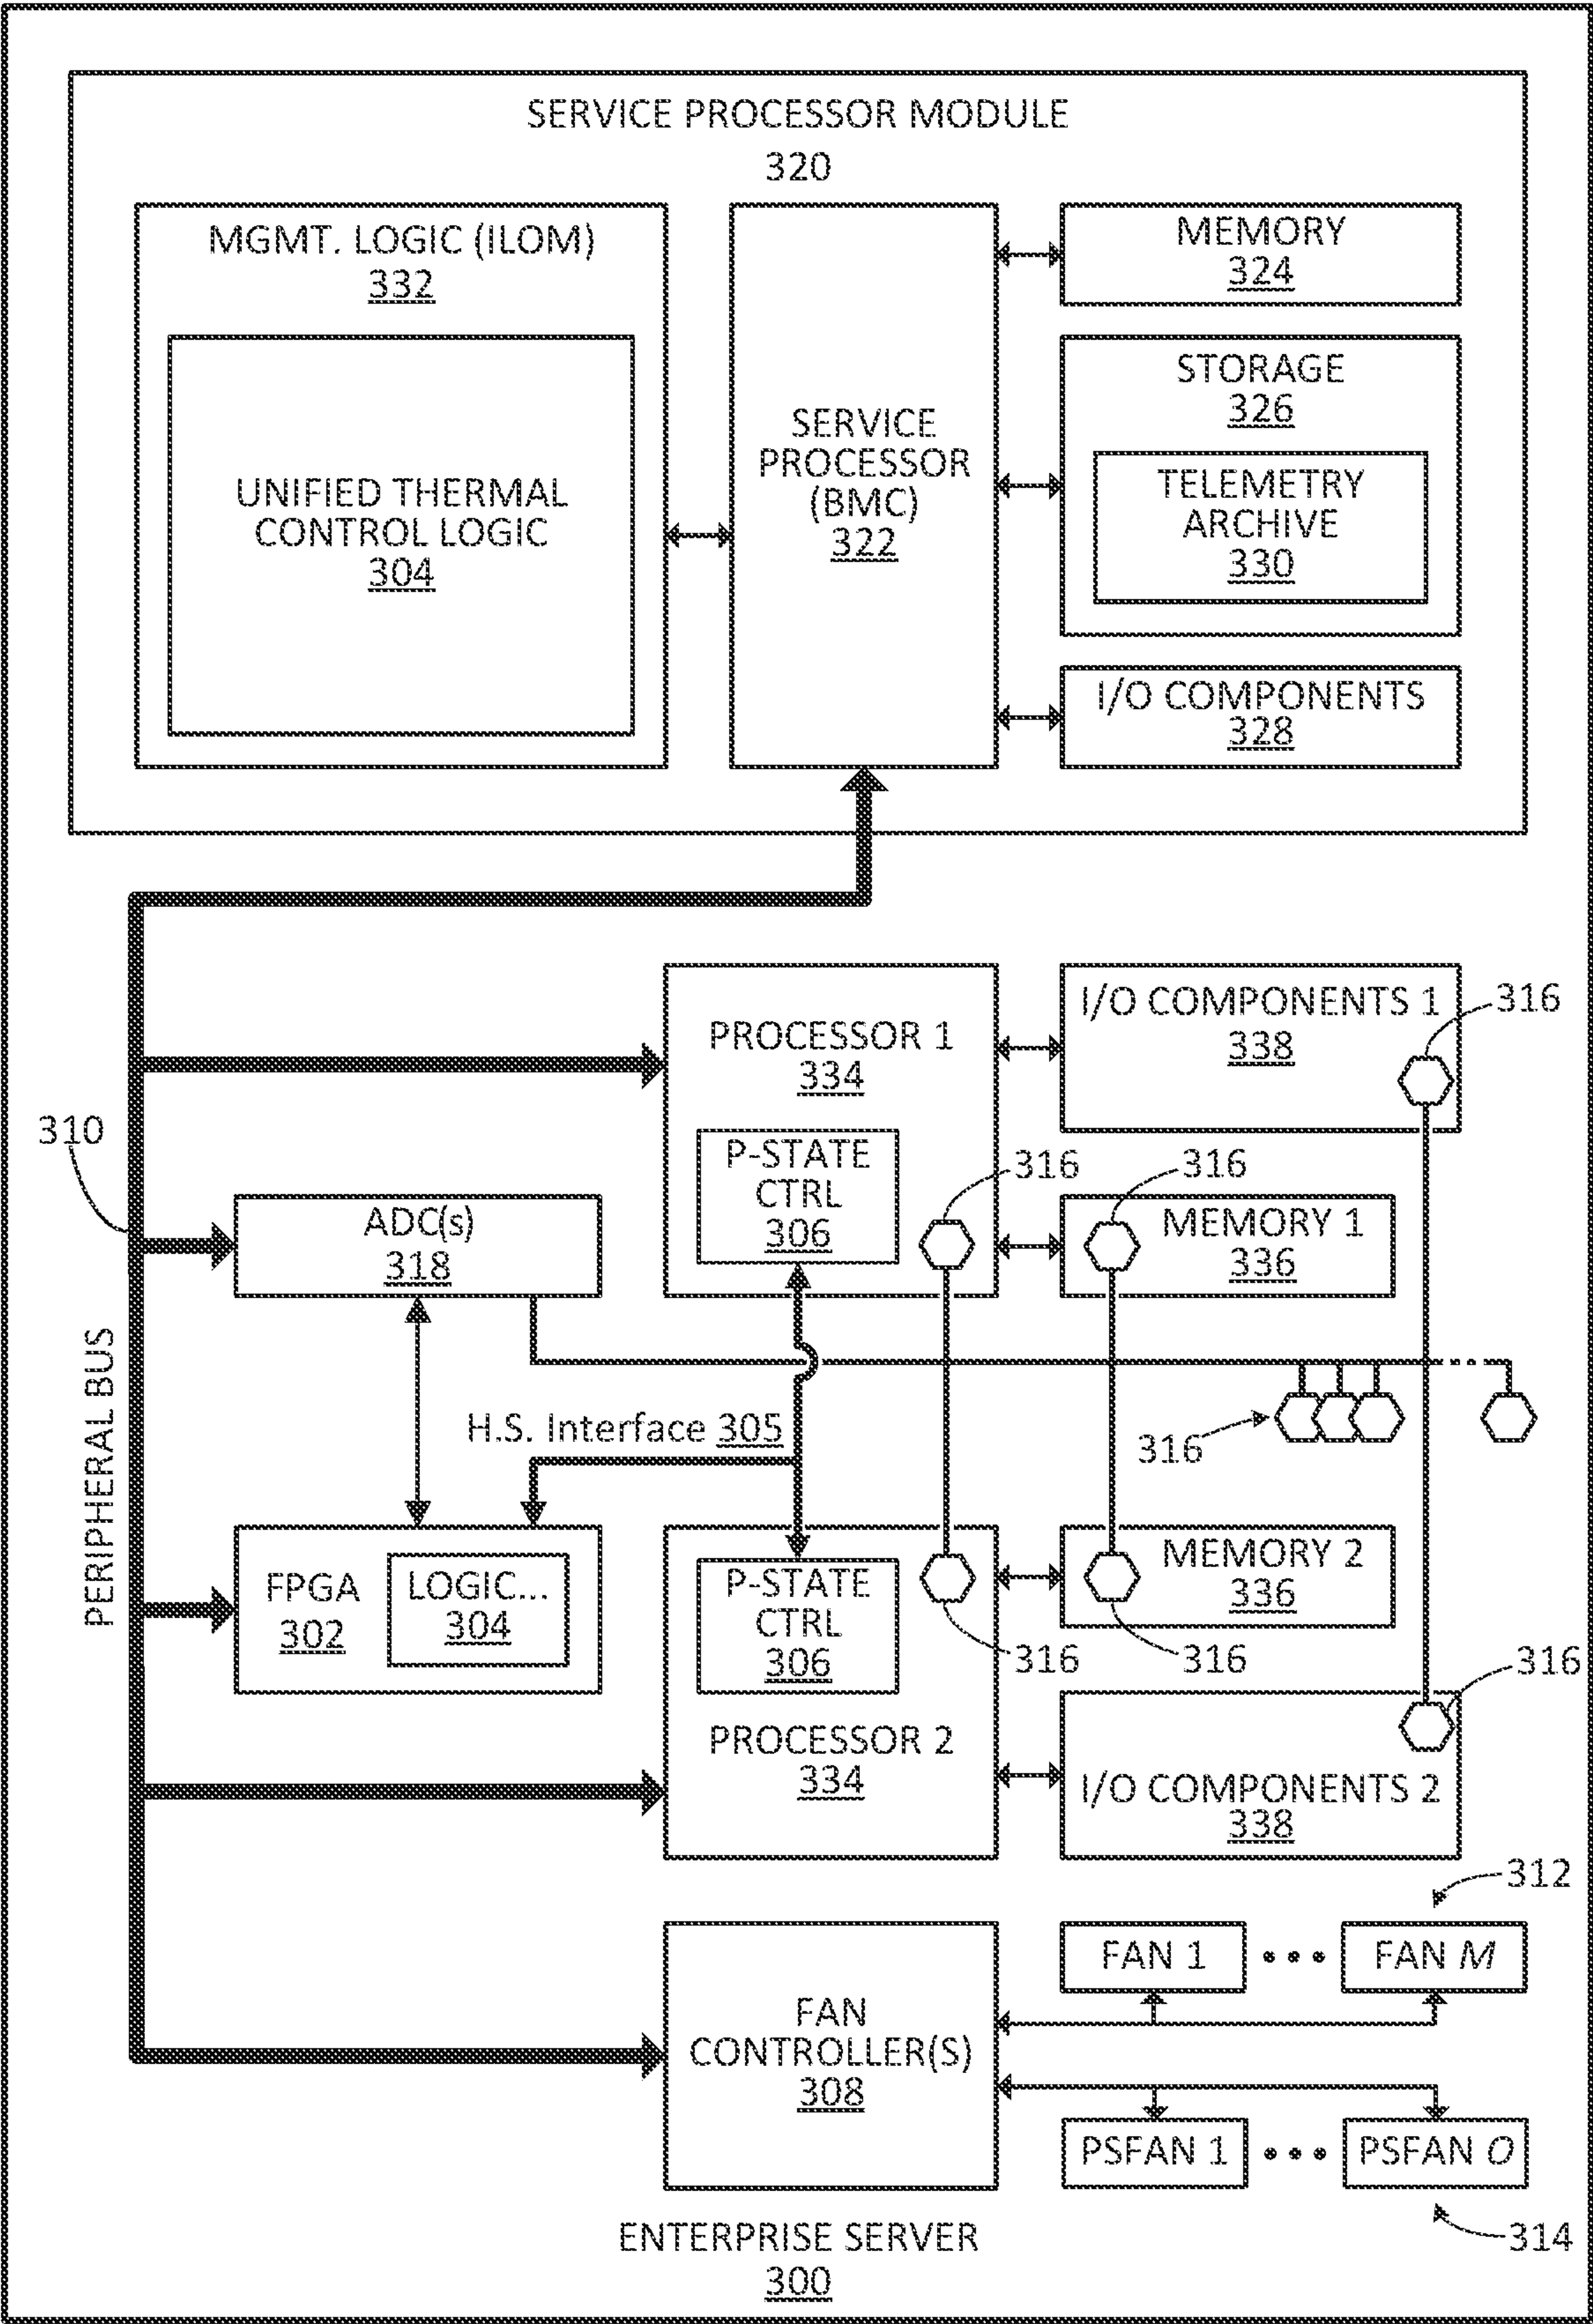 SERVICE PROCESSOR MODULE
320
MGMT. LOGIC (ILOM)
332
UNIFIED THERMAL
CONTROL LOGIC
304
SERVICE
PROCESSOR
(BMC)
322
MEMORY
324
STORAGE
326
TELEMETRY
ARCHIVE
330
I/O COMPONENTS
328
310
PERIPHERAL BUS
PROCESSOR 1
334
P-STATE
CTRL
306
I/O COMPONENTS 1
338
316
316
316
MEMORY 1
336
ADC(s)
318
H.S. Interface 305
316
FPGA
302
LOGIC...
304
P-STATE
CTRL
306
PROCESSOR 2
334
MEMORY 2
336
316
316
316
I/O COMPONENTS 2
338
312
FAN
CONTROLLER(S)
308
FAN 1
FAN M
PSFAN 1
PSFAN O
314
ENTERPRISE SERVER
300